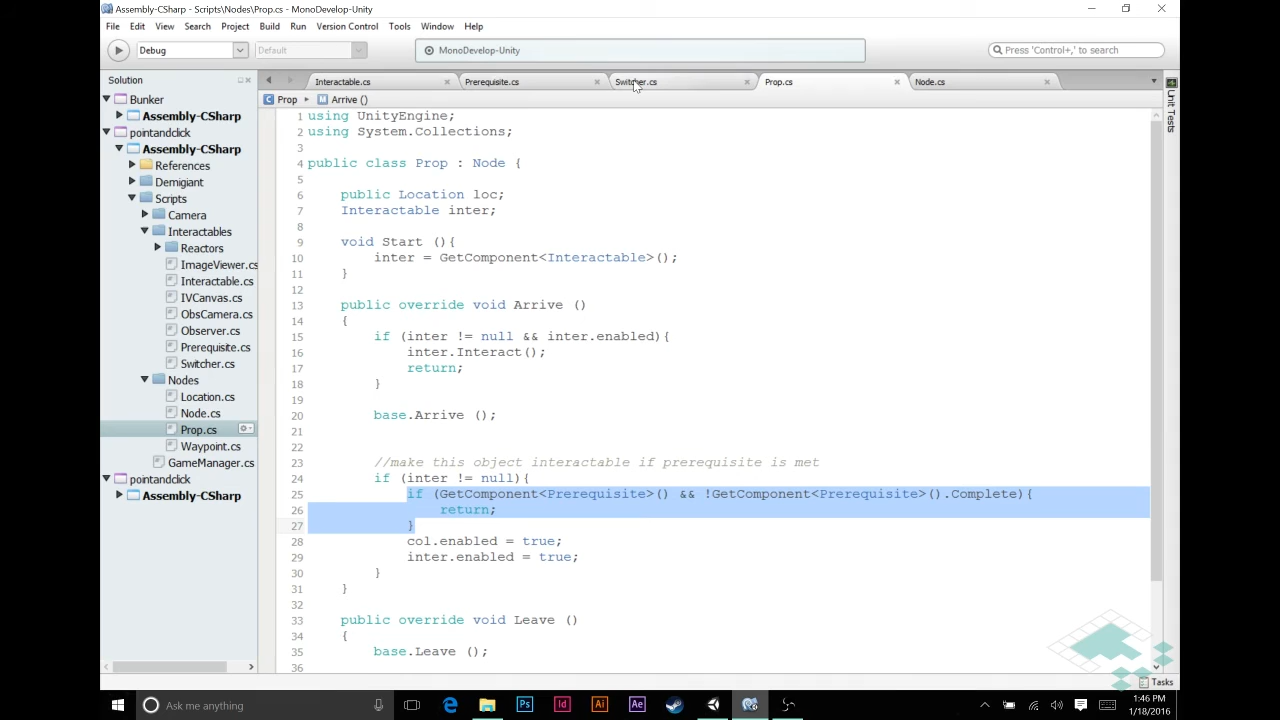 Assembly-CSharp - Scripts\Nodes\Prop.cs - MonoDevelop-Unity
File Edit View Search Project Build Run Version Control Tools Window Help
Debug Default MonoDevelop-Unity Press 'Control+,' to search
Solution
Interactable.cs Prerequisite.cs Switcher.cs Prop.cs Node.cs
Prop Arrive ()
Bunker
Assembly-CSharp
pointandclick
Assembly-CSharp
References
Demigiant
Scripts
Camera
Interactables
Reactors
ImageViewer.cs
Interactable.cs
IVCanvas.cs
ObsCamera.cs
Observer.cs
Prerequisite.cs
Switcher.cs
Nodes
Location.cs
Node.cs
Prop.cs
Waypoint.cs
GameManager.cs
pointandclick
Assembly-CSharp
1 using UnityEngine;
2 using System.Collections;
3
4 public class Prop : Node {
5
6 public Location loc;
7 Interactable inter;
8
9 void Start (){
10 inter = GetComponent<Interactable>();
11 }
12
13 public override void Arrive ()
14 {
15 if (inter != null && inter.enabled){
16 inter.Interact();
17 return;
18 }
19
20 base.Arrive ();
21
22
23 //make this object interactable if prerequisite is met
24 if (inter != null){
25 if (GetComponent<Prerequisite>() && !GetComponent<Prerequisite>().Complete){
26 return;
27 }
28 col.enabled = true;
29 inter.enabled = true;
30 }
31 }
32
33 public override void Leave ()
34 {
35 base.Leave ();
36
Unit Tests
Tasks
Ask me anything
Ps Id Ai Ae
1:46 PM
1/18/2016